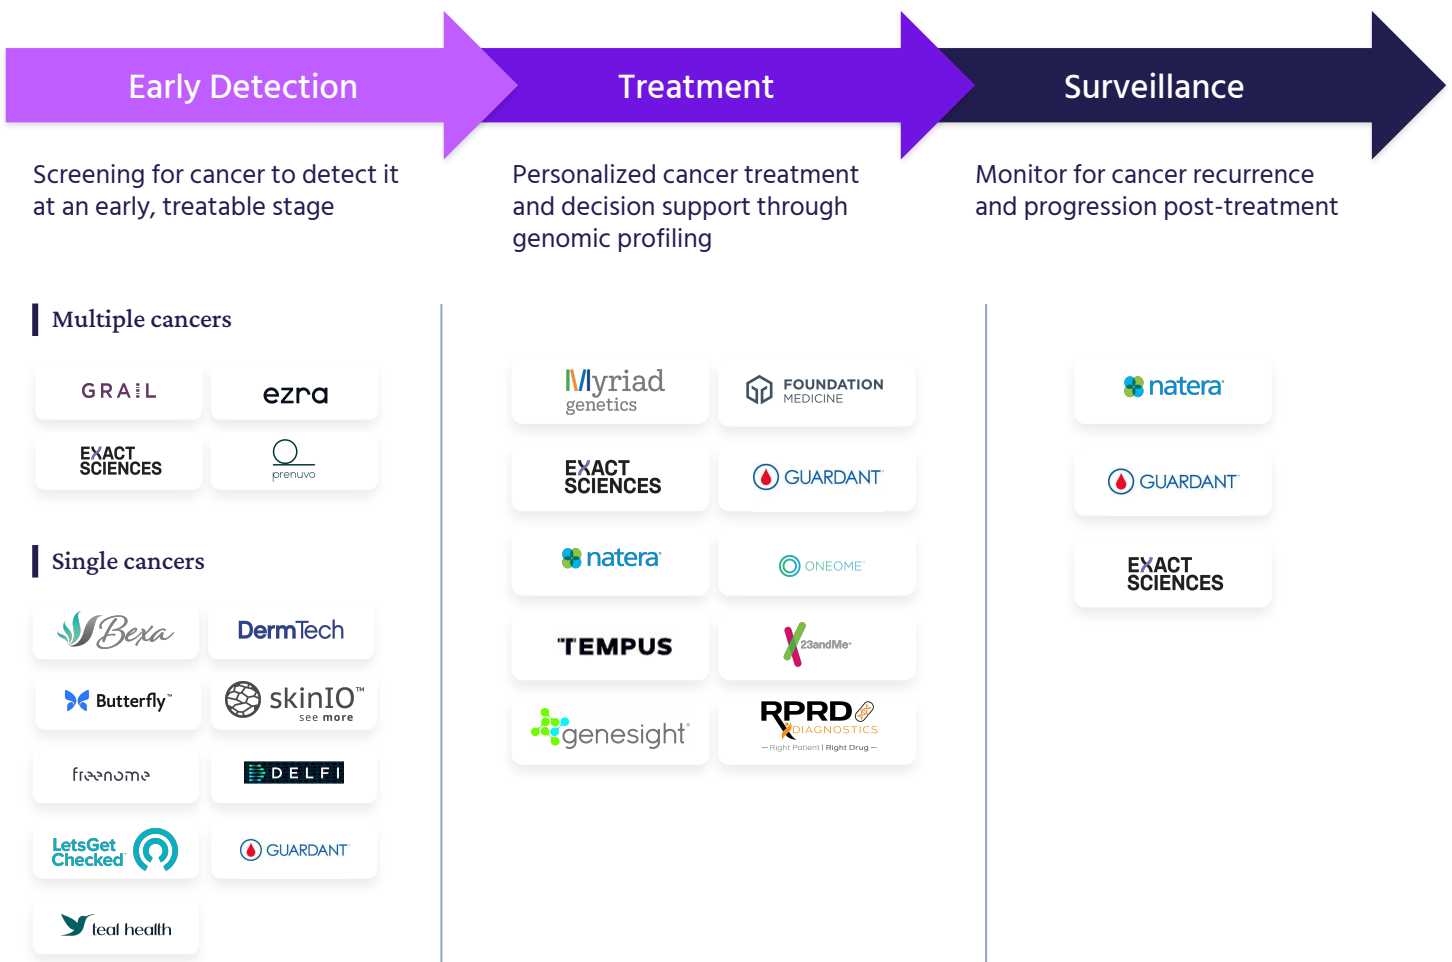 Early Detection
Treatment
Surveillance
Screening for cancer to detect it
at an early, treatable stage
Personalized cancer treatment
and decision support through
genomic profiling
Monitor for cancer recurrence
and progression post-treatment
Multiple cancers
GRAIL
ezra
EXACT
SCIENCES
prenuvo
Single cancers
Bexa
DermTech
Butterfly™
skinIO™
see more
freenome
DELFI
LetsGet
Checked
GUARDANT
teal health
Myriad
genetics
FOUNDATION
MEDICINE
EXACT
SCIENCES
GUARDANT
natera
ONEOME
TEMPUS
23andMe
genesight®
RPRD
DIAGNOSTICS
Right Patient | Right Drug
natera
GUARDANT
EXACT
SCIENCES